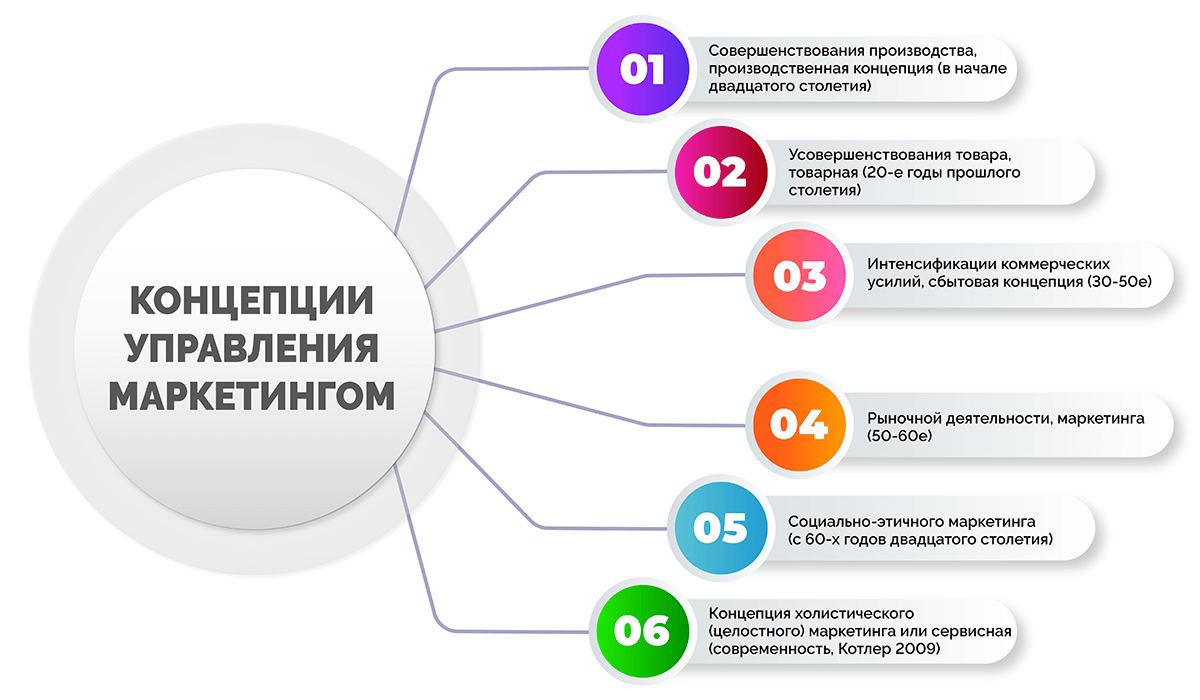 КОНЦЕПЦИИ
УПРАВЛЕНИЯ
МАРКЕТИНГОМ
01
Совершенствования производства,
производственная концепция (в начале
двадцатого столетия)
02
Усовершенствования товара,
товарная (20-е годы прошлого
столетия)
03
Интенсификации коммерческих
усилий, сбытовая концепция (30-50е)
04
Рыночной деятельности, маркетинга
(50-60е)
05
Социально-этичного маркетинга
(с 60-х годов двадцатого столетия)
06
Концепция холистического
(целостного) маркетинга или сервисная
(современность, Котлер 2009)